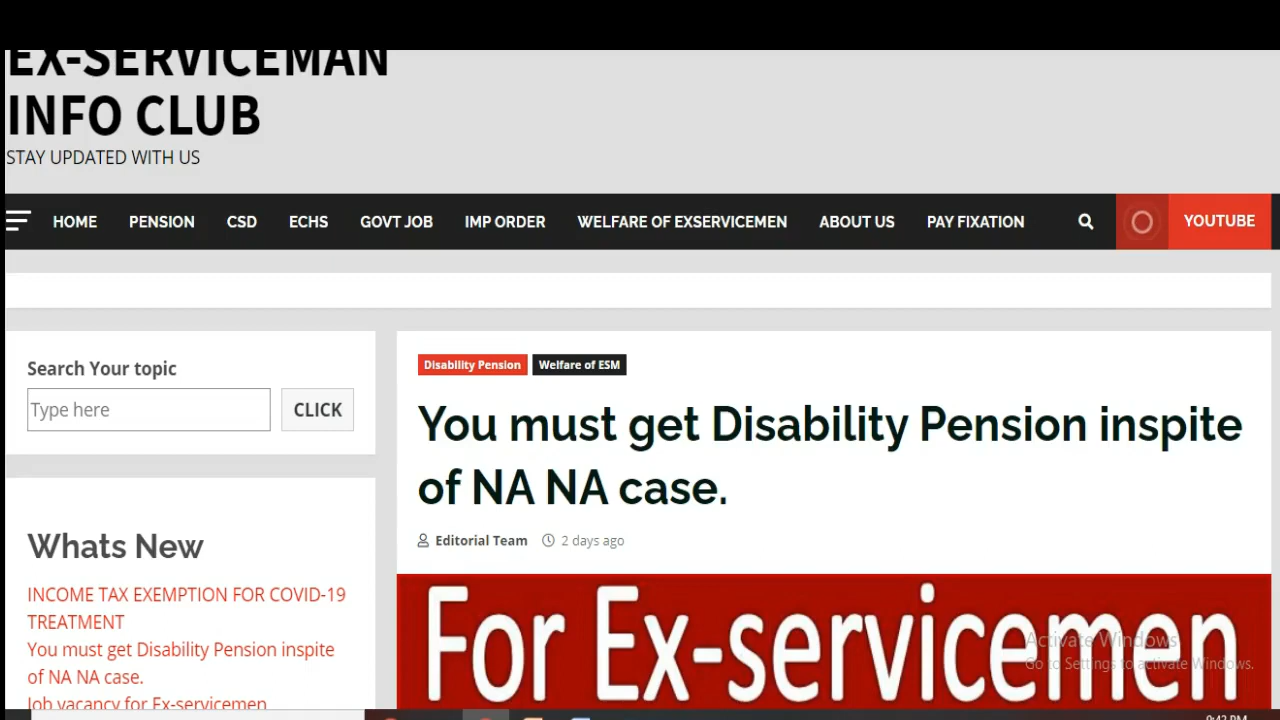 EX-SERVICEMAN
INFO CLUB
STAY UPDATED WITH US
HOME PENSION CSD ECHS GOVT JOB IMP ORDER WELFARE OF EXSERVICEMEN ABOUT US PAY FIXATION YOUTUBE
Search Your topic
Type here CLICK
Whats New
INCOME TAX EXEMPTION FOR COVID-19
TREATMENT
You must get Disability Pension inspite
of NA NA case.
Job vacancy for Ex-servicemen
Disability Pension Welfare of ESM
You must get Disability Pension inspite
of NA NA case.
Editorial Team 2 days ago
For Ex-servicemen
Activate Windows
Go to Settings to activate Windows.
9:42 PM